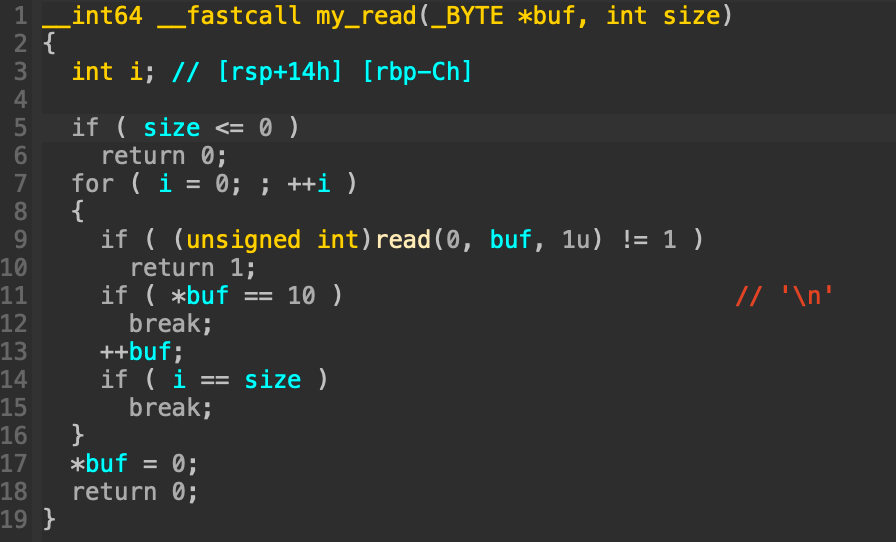 1 __int64 __fastcall my_read(_BYTE *buf, int size)
2 {
3 int i; // [rsp+14h] [rbp-Ch]
4
5 if ( size <= 0 )
6 return 0;
7 for ( i = 0; ; ++i )
8 {
9 if ( (unsigned int)read(0, buf, 1u) != 1 )
10 return 1;
11 if ( *buf == 10 ) // '\n'
12 break;
13 ++buf;
14 if ( i == size )
15 break;
16 }
17 *buf = 0;
18 return 0;
19 }